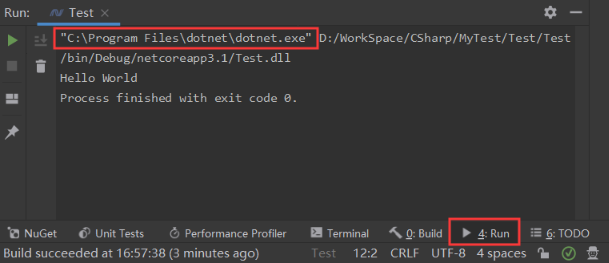 Run: Test ×
"C:\Program Files\dotnet\dotnet.exe" D:/WorkSpace/CSharp/MyTest/Test/Test
/bin/Debug/netcoreapp3.1/Test.dll
Hello World
Process finished with exit code 0.
NuGet Unit Tests Performance Profiler Terminal 0: Build 4: Run 6: TODO
Build succeeded at 16:57:38 (3 minutes ago) Test 12:2 CRLF UTF-8 4 spaces